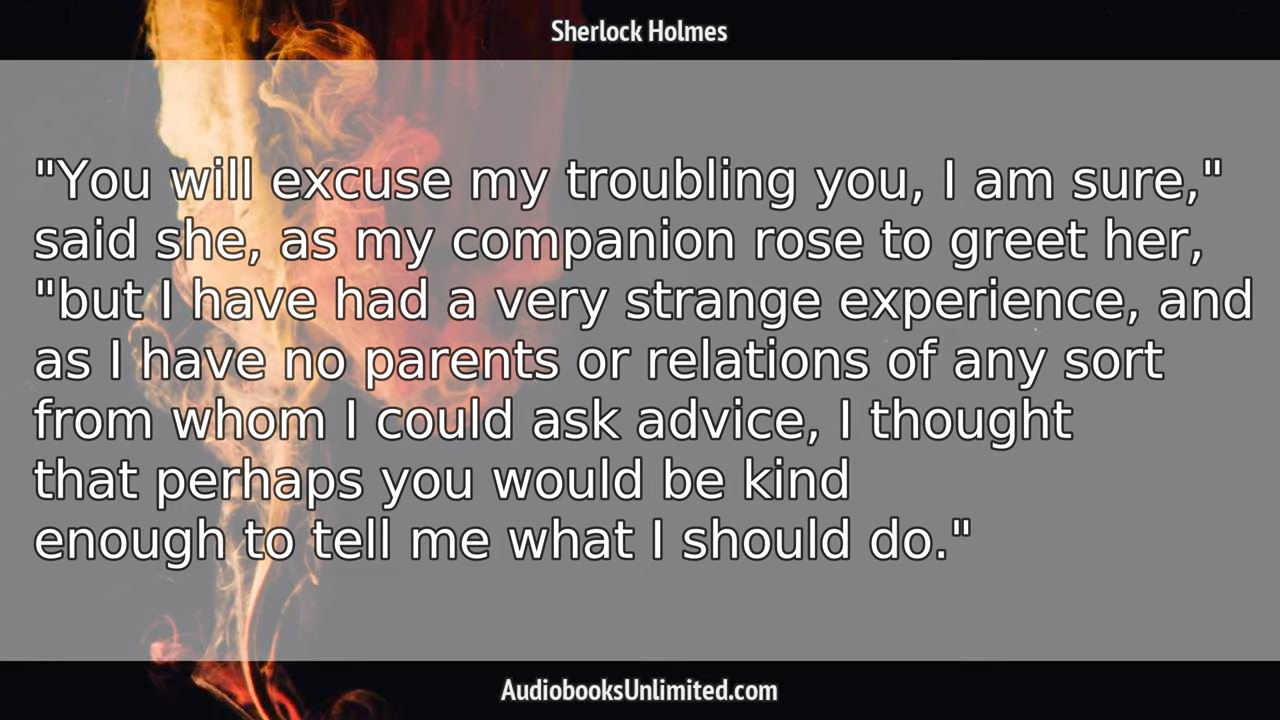 Sherlock Holmes
"You will excuse my troubling you, I am sure,"
said she, as my companion rose to greet her,
"but I have had a very strange experience, and
as I have no parents or relations of any sort
from whom I could ask advice, I thought
that perhaps you would be kind
enough to tell me what I should do."
AudiobooksUnlimited.com